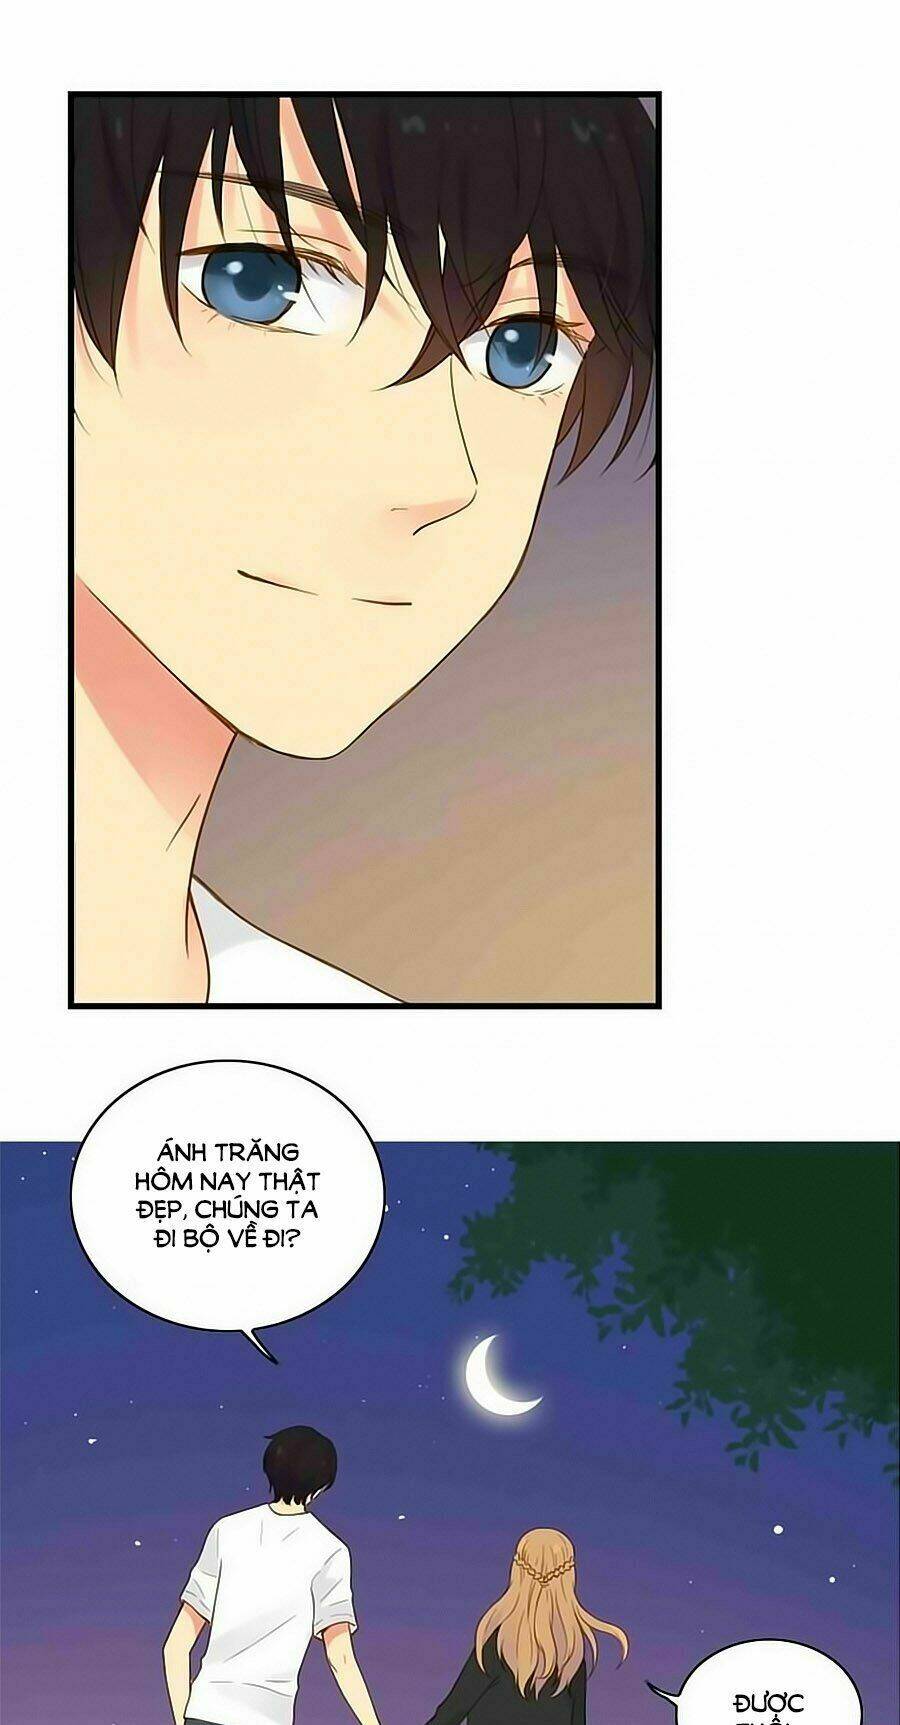 ÁNH TRĂNG
HÔM NAY THẬT
ĐẸP, CHÚNG TA
ĐI BỘ VỀ ĐI?
ĐƯỢC